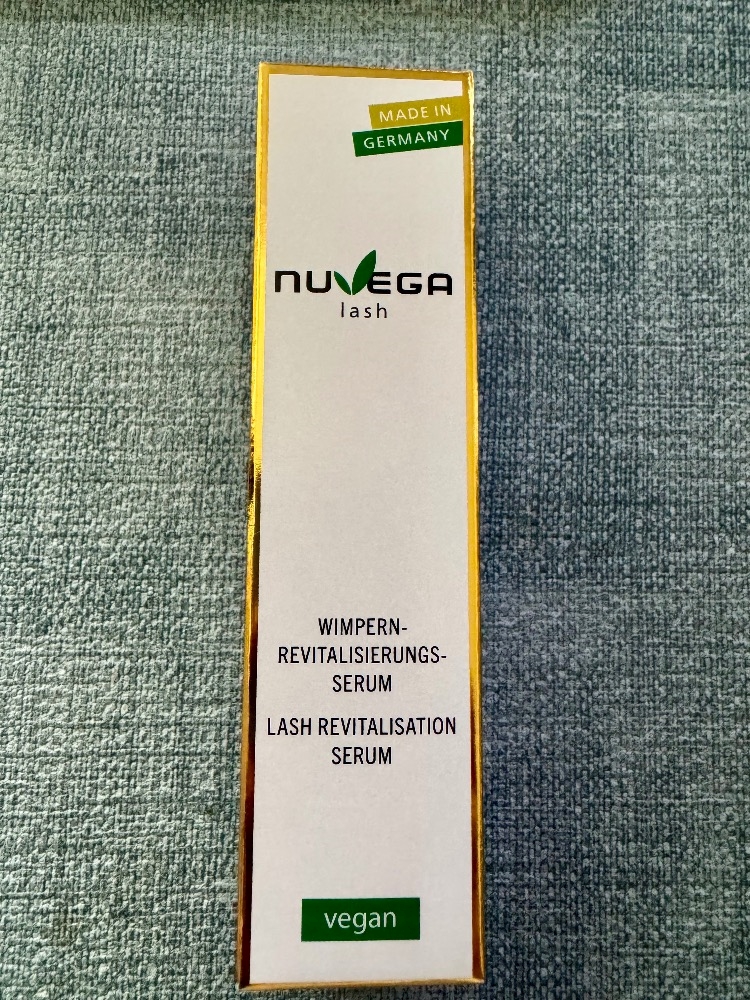 MADE IN
GERMANY
NUVEGA
lash
WIMPERN-
REVITALISIERUNGS-
SERUM
LASH REVITALISATION
SERUM
vegan